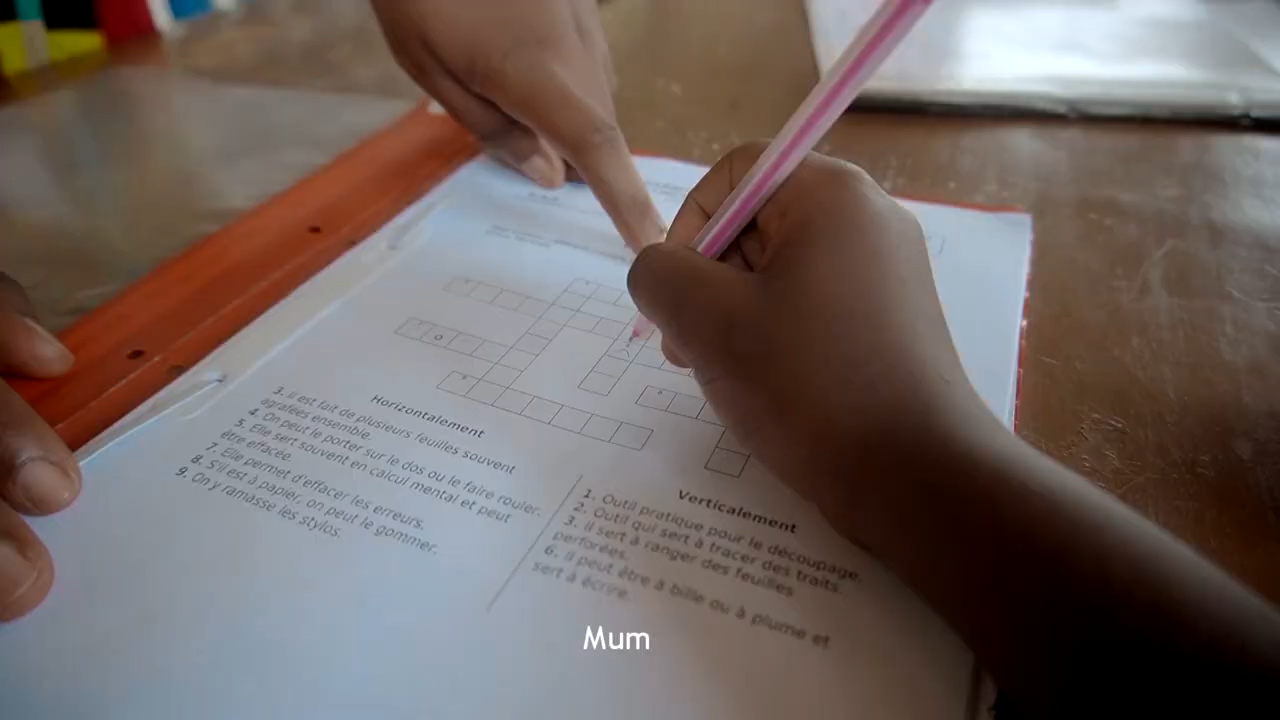 Horizontalement
3. Il est fait de plusieurs feuilles souvent
agrafées ensemble.
4. On peut le porter sur le dos ou le faire rouler.
5. Elle sert souvent en calcul mental et peut
être effacée.
7. Elle permet d'effacer les erreurs.
8. S'il est à papier, on peut le gommer.
9. On y ramasse les stylos.
Verticalement
1. Outil pratique pour le découpage.
2. Outil qui sert à tracer des traits.
3. Il sert à ranger des feuilles
perforées.
6. Il peut être à bille ou à plume et
sert à écrire.
Mum